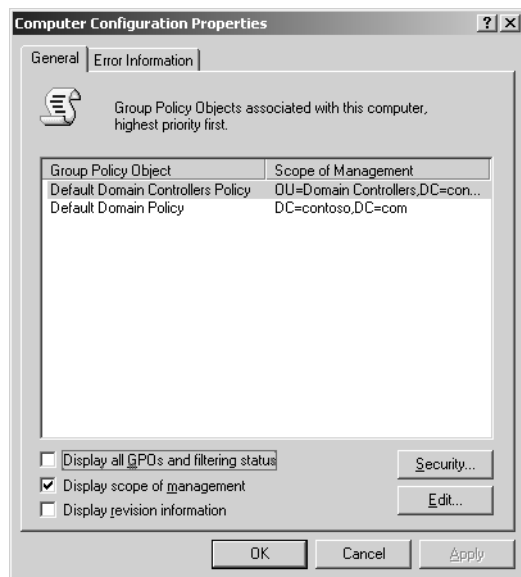 Computer Configuration Properties
General Error Information
Group Policy Objects associated with this computer,
highest priority first.
Group Policy Object Scope of Management
Default Domain Controllers Policy OU=Domain Controllers,DC=con...
Default Domain Policy DC=contoso,DC=com
Display all GPOs and filtering status
Security...
Display scope of management
Edit...
Display revision information
OK Cancel Apply